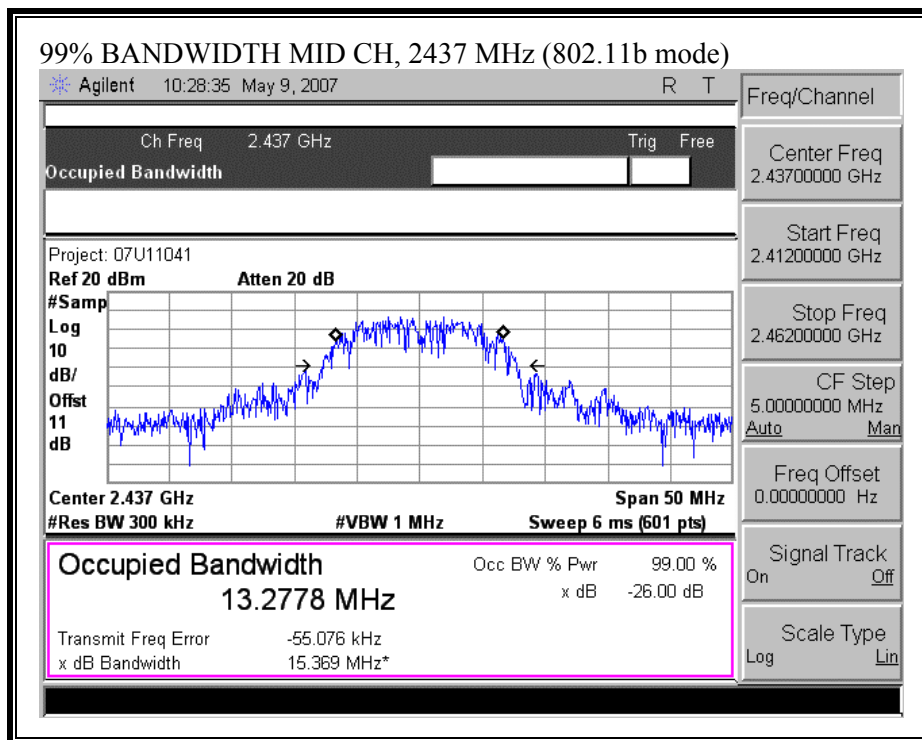 99% BANDWIDTH MID CH, 2437 MHz (802.11b mode)
Agilent 10:28:35 May 9, 2007 R T
Ch Freq 2.437 GHz Trig Free
Occupied Bandwidth
Project: 07U11041
Ref 20 dBm Atten 20 dB
#Samp
Log
10
dB/
Offst
11
dB
Center 2.437 GHz Span 50 MHz
#Res BW 300 kHz #VBW 1 MHz Sweep 6 ms (601 pts)
Occupied Bandwidth Occ BW % Pwr 99.00 %
13.2778 MHz x dB -26.00 dB
Transmit Freq Error -55.076 kHz
x dB Bandwidth 15.369 MHz*
Freq/Channel
Center Freq
2.43700000 GHz
Start Freq
2.41200000 GHz
Stop Freq
2.46200000 GHz
CF Step
5.00000000 MHz
Auto Man
Freq Offset
0.00000000 Hz
Signal Track
On Off
Scale Type
Log Lin